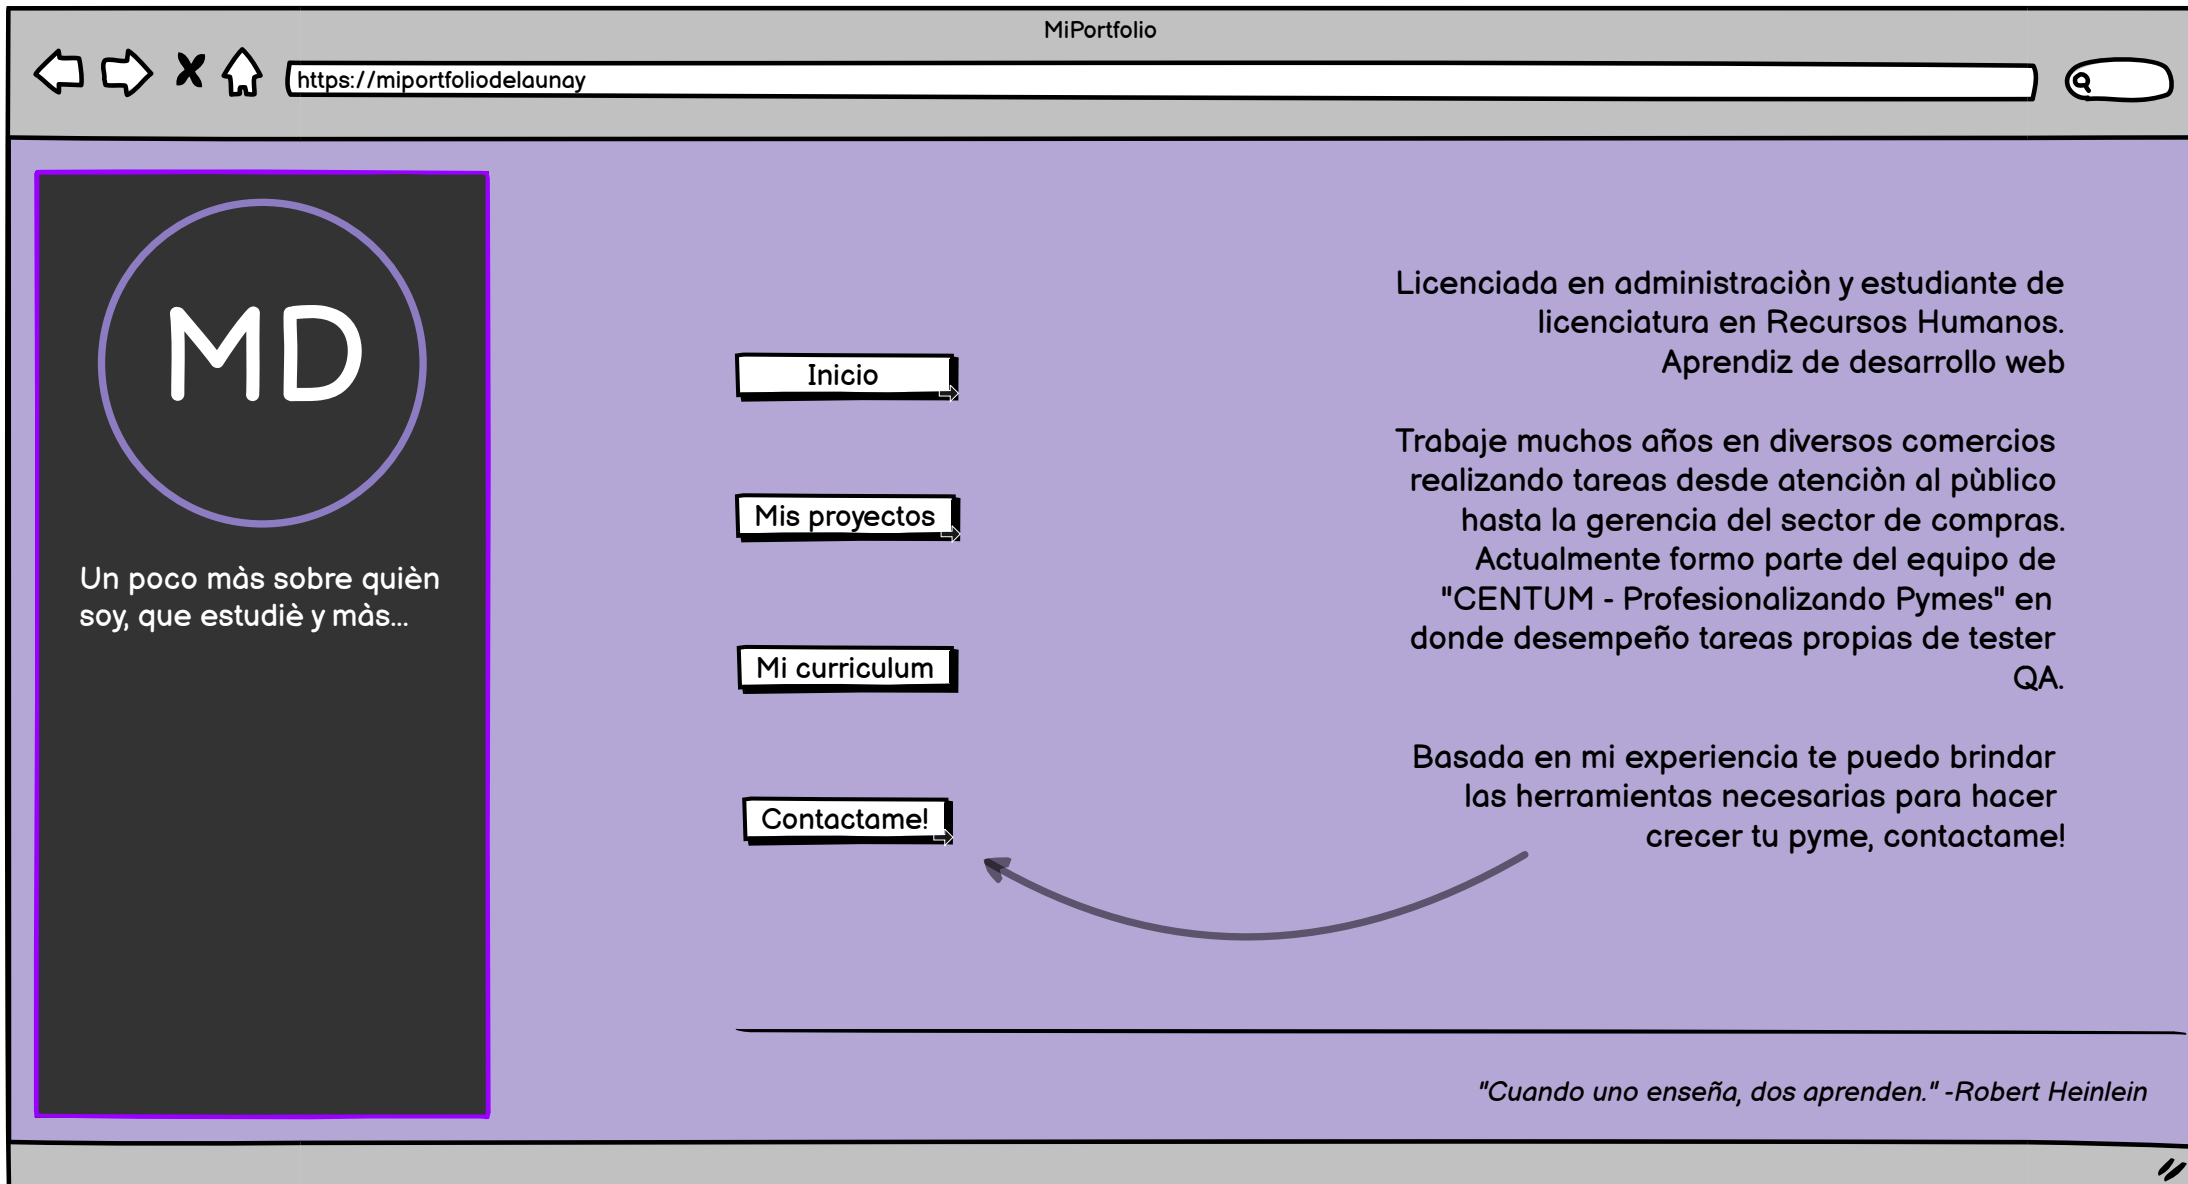 MiPortfolio
https://miportfoliodelaunay
MD
Un poco màs sobre quièn
soy, que estudiè y màs...
Inicio
Mis proyectos
Mi curriculum
Contactame!
Licenciada en administraciòn y estudiante de
licenciatura en Recursos Humanos.
Aprendiz de desarrollo web
Trabaje muchos años en diversos comercios
realizando tareas desde atenciòn al pùblico
hasta la gerencia del sector de compras.
Actualmente formo parte del equipo de
"CENTUM - Profesionalizando Pymes" en
donde desempeño tareas propias de tester
QA.
Basada en mi experiencia te puedo brindar
las herramientas necesarias para hacer
crecer tu pyme, contactame!
"Cuando uno enseña, dos aprenden." -Robert Heinlein